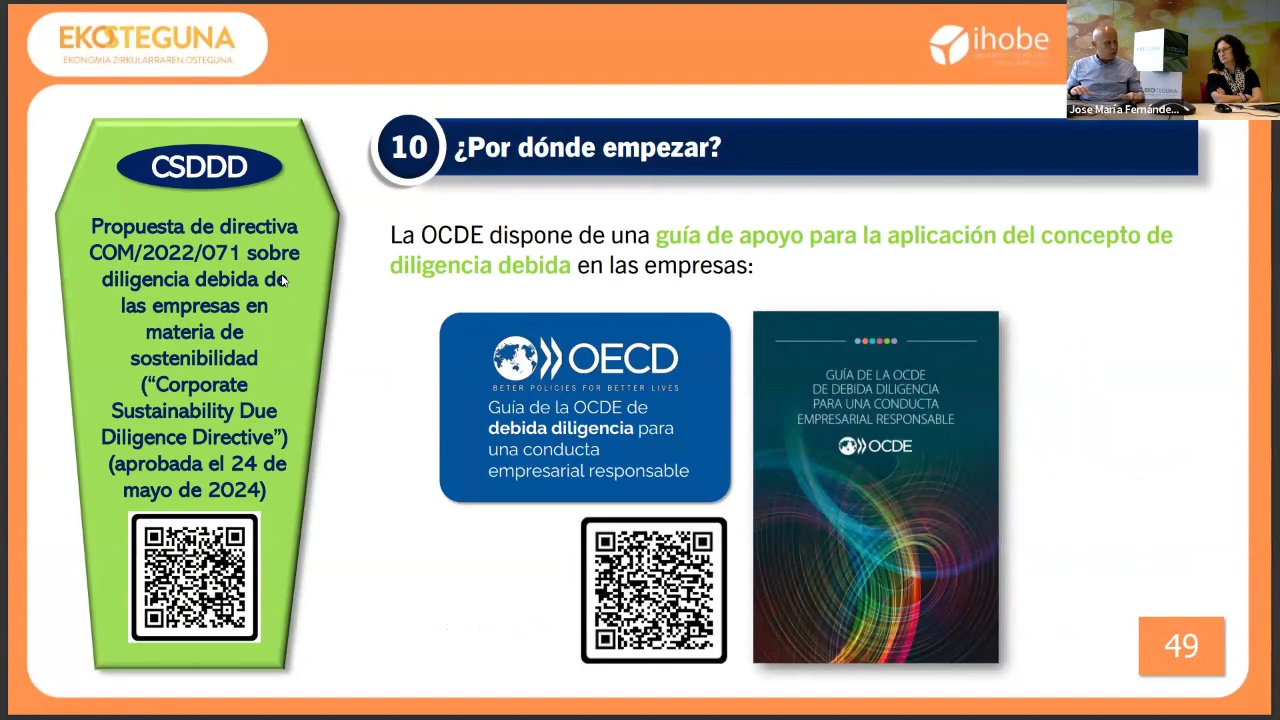 EKOSTEGUNA
EKONOMIA ZIRKULARRAREN OSTEGUNA
ihobe
Jose María Fernánde...
CSDDD
Propuesta de directiva
COM/2022/071 sobre
diligencia debida de
las empresas en
materia de
sostenibilidad
(“Corporate
Sustainability Due
Diligence Directive”)
(aprobada el 24 de
mayo de 2024)
10 ¿Por dónde empezar?
La OCDE dispone de una guía de apoyo para la aplicación del concepto de
diligencia debida en las empresas:
OECD
BETER POLICIES FOR BETTER LIVES
Guía de la OCDE de
debida diligencia para
una conducta
empresarial responsable
GUÍA DE LA OCDE
DE DEBIDA DILIGENCIA
PARA UNA CONDUCTA
EMPRESARIAL RESPONSABLE
OCDE
49